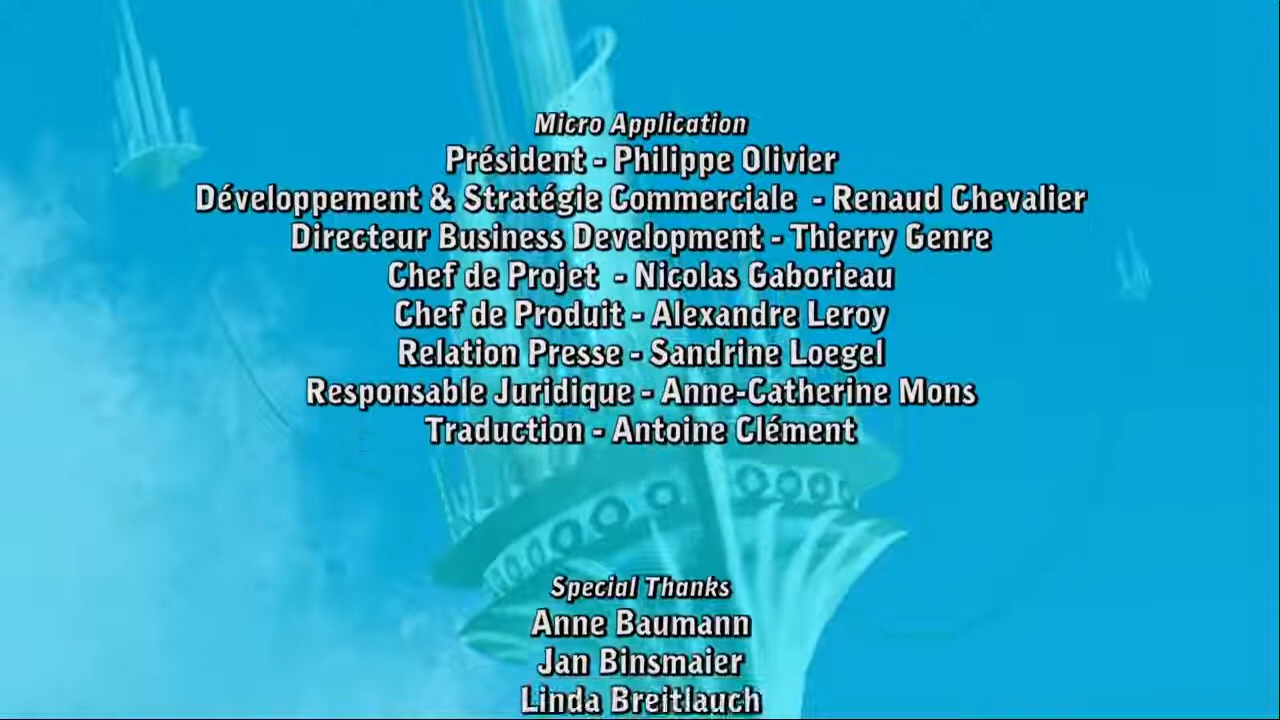 Micro Application
Président - Philippe Olivier
Développement & Stratégie Commerciale - Renaud Chevalier
Directeur Business Development - Thierry Genre
Chef de Projet - Nicolas Gaborieau
Chef de Produit - Alexandre Leroy
Relation Presse - Sandrine Loegel
Responsable Juridique - Anne-Catherine Mons
Traduction - Antoine Clément
Special Thanks
Anne Baumann
Jan Binsmaier
Linda Breitlauch